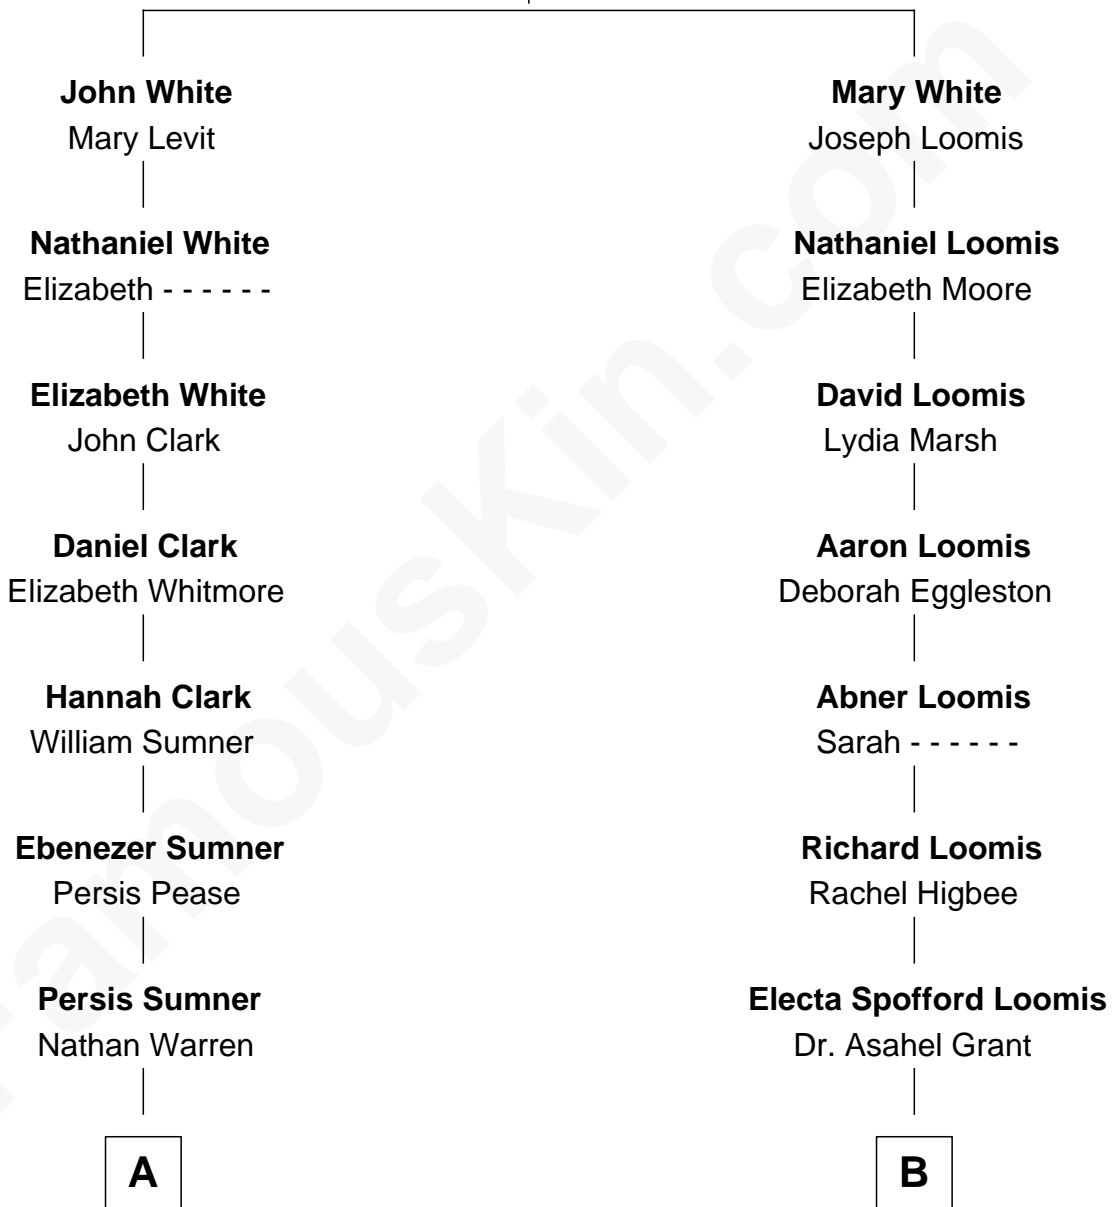 John White
Mary Levit
Nathaniel White
Elizabeth - - - - - -
Elizabeth White
John Clark
Daniel Clark
Elizabeth Whitmore
Hannah Clark
William Sumner
Ebenezer Sumner
Persis Pease
Persis Sumner
Nathan Warren
A
Mary White
Joseph Loomis
Nathaniel Loomis
Elizabeth Moore
David Loomis
Lydia Marsh
Aaron Loomis
Deborah Eggleston
Abner Loomis
Sarah - - - - - -
Richard Loomis
Rachel Higbee
Electa Spofford Loomis
Dr. Asahel Grant
B
FamousKin.com